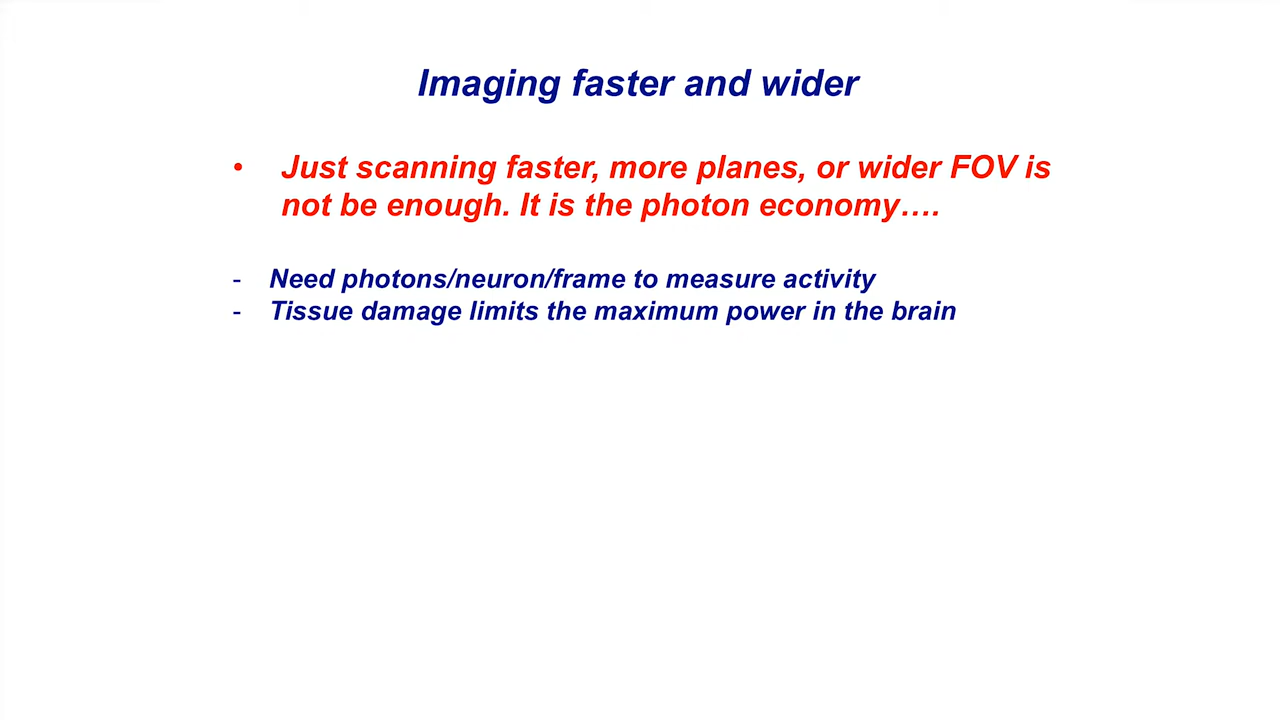 Imaging faster and wider
• Just scanning faster, more planes, or wider FOV is
not be enough. It is the photon economy….
- Need photons/neuron/frame to measure activity
- Tissue damage limits the maximum power in the brain